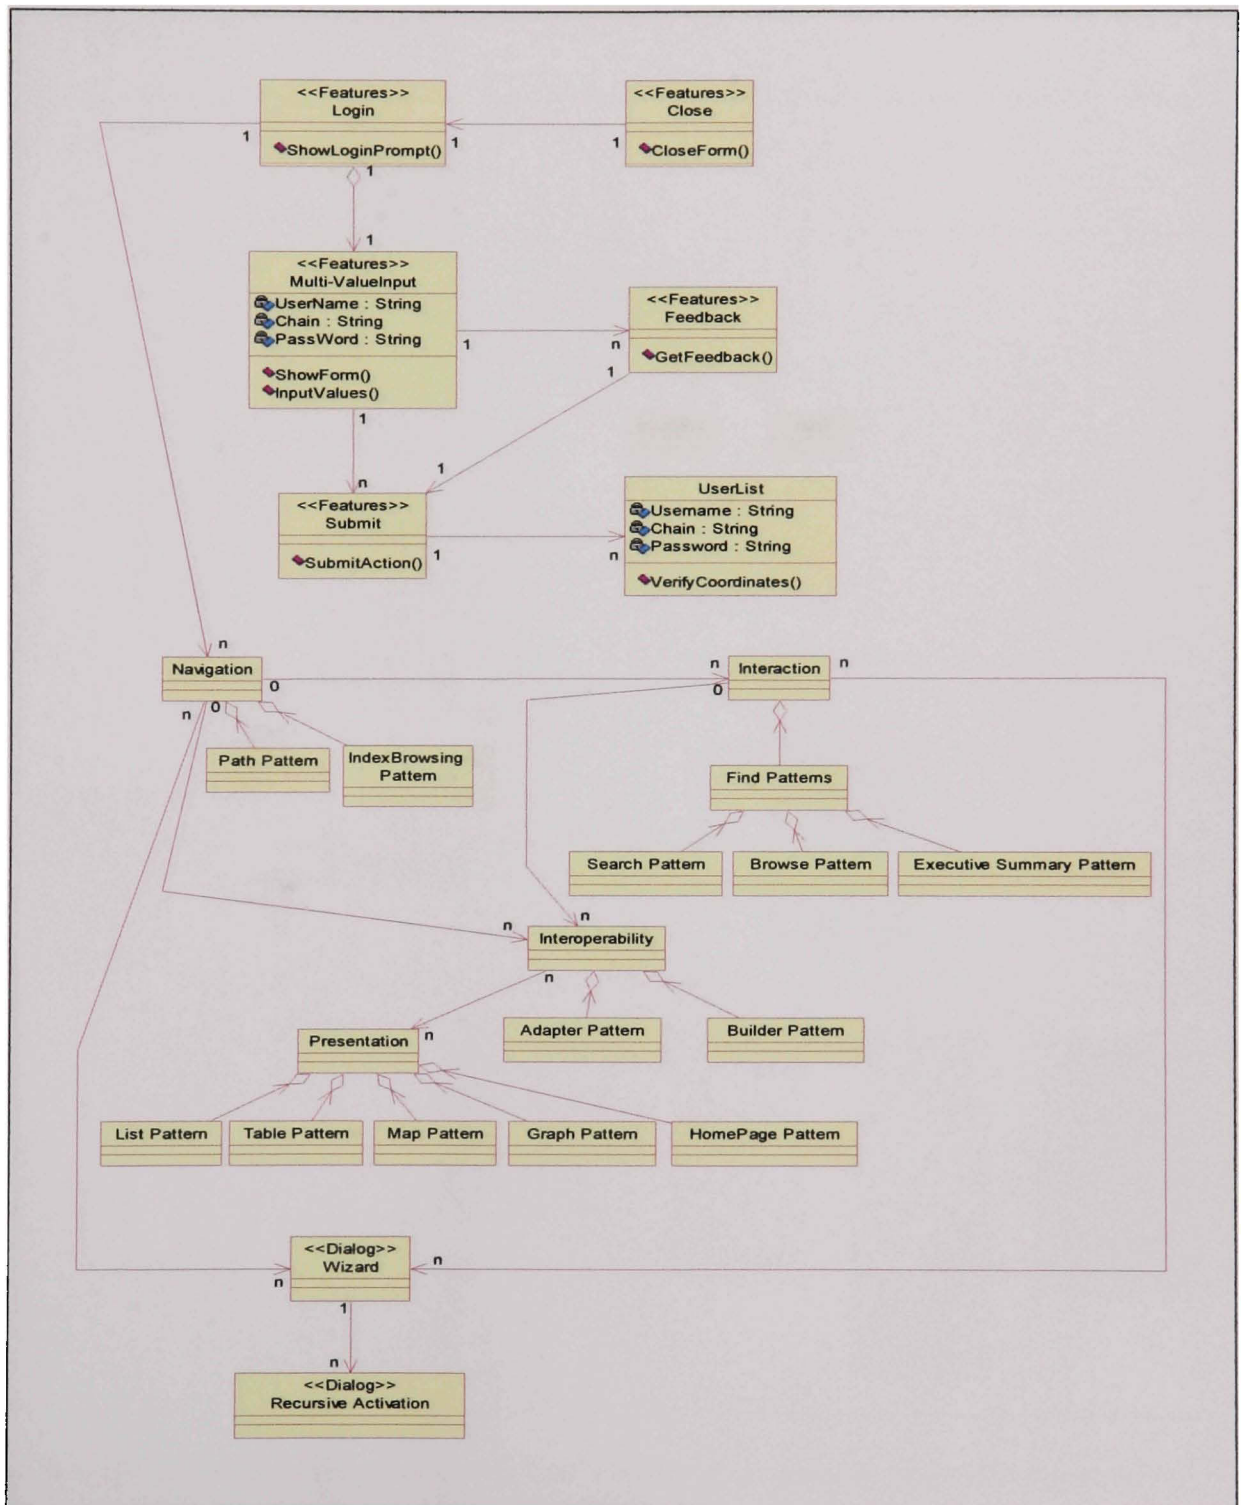 <<Features>>
Login
ShowLoginPrompt()
<<Features>>
Close
CloseForm()
1
1
1
1
1
<<Features>>
Multi-ValueInput
UserName : String
Chain : String
PassWord : String
ShowForm()
InputValues()
<<Features>>
Feedback
GetFeedback()
1
n
1
1
1
n
<<Features>>
Submit
SubmitAction()
UserList
Username : String
Chain : String
Password : String
VerifyCoordinates()
1
n
n
Navigation
0
n
0
n
Interaction
n
0
Path Pattern
IndexBrowsing
Pattern
Find Patterns
Search Pattern
Browse Pattern
Executive Summary Pattern
n
n
Interoperability
n
n
Presentation
Adapter Pattern
Builder Pattern
List Pattern
Table Pattern
Map Pattern
Graph Pattern
HomePage Pattern
<<Dialog>>
Wizard
n
n
1
n
<<Dialog>>
Recursive Activation